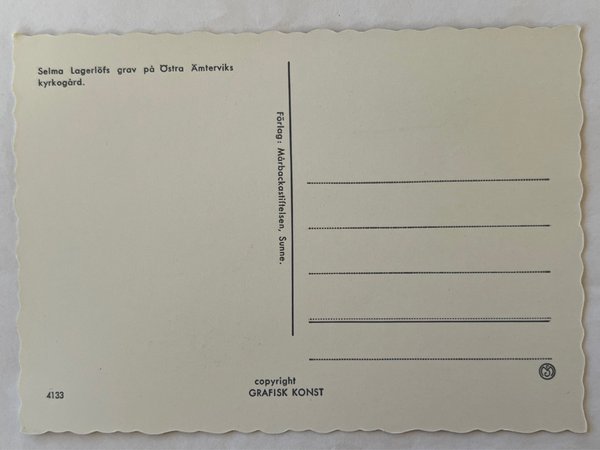 Selma Lagerlöfs grav på Östra Ämterviks
kyrkogård.
Förlag: Mårbackastiftelsen, Sunne.
4133
copyright
GRAFISK KONST